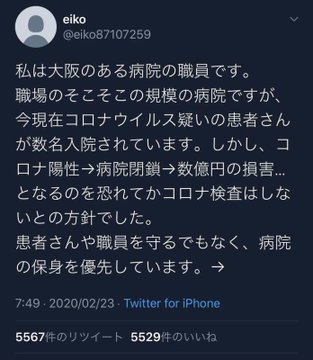 eiko
@eiko87107259
私は大阪のある病院の職員です。
職場のそこそこの規模の病院ですが、
今現在コロナウイルス疑いの患者さん
が数名入院されています。しかし、コ
ロナ陽性→病院閉鎖→数億円の損害...
となるのを恐れてかコロナ検査はしな
いとの方針でした。
患者さんや職員を守るでもなく、病院
の保身を優先しています。→
7:49 · 2020/02/23 · Twitter for iPhone
5567件のリツイート 5529件のいいね